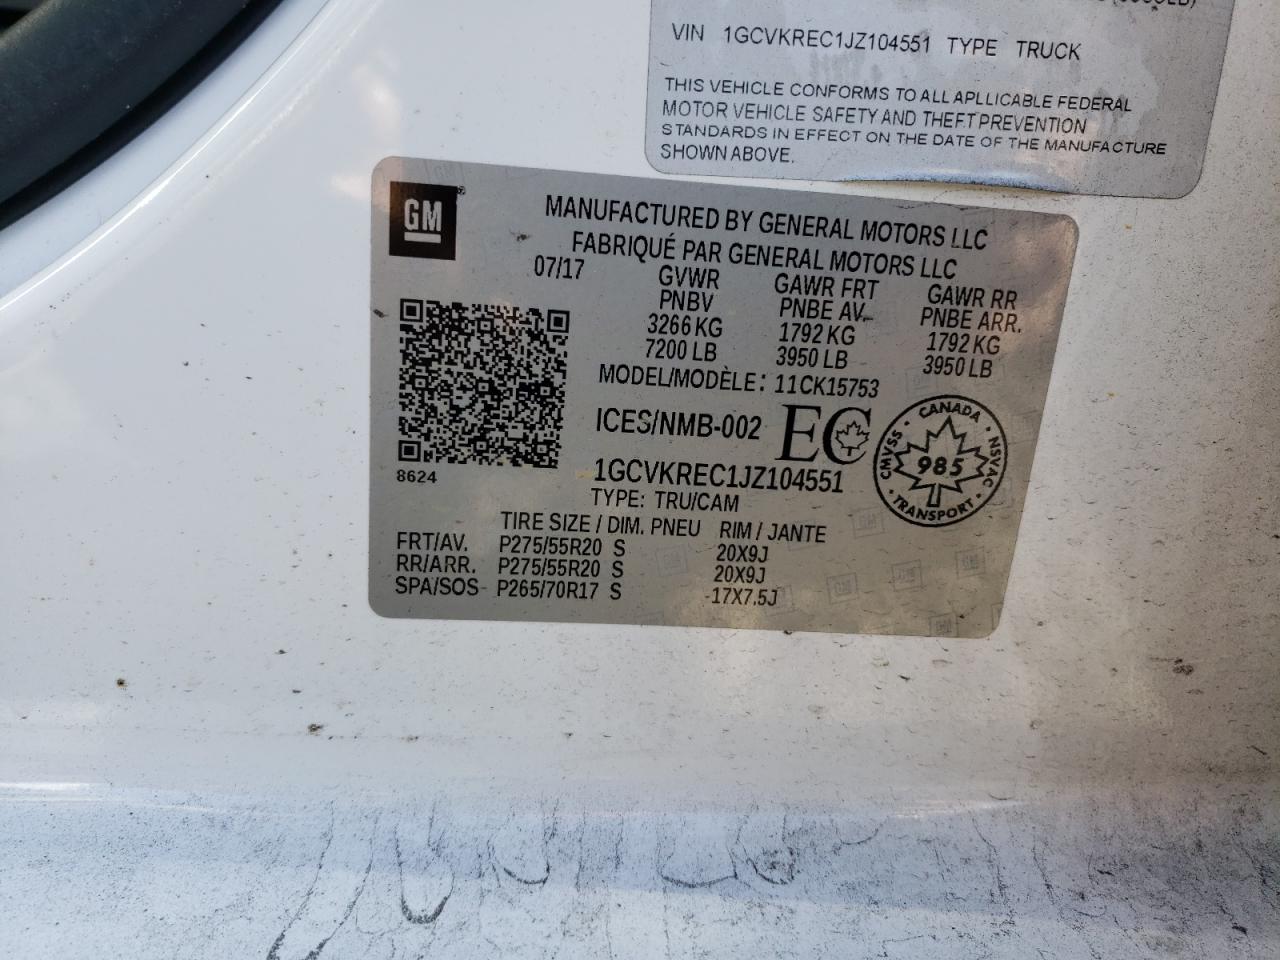 VIN 1GCVKREC1JZ104551 TYPE TRUCK
THIS VEHICLE CONFORMS TO ALL APLLICABLE FEDERAL
MOTOR VEHICLE SAFETY AND THEFT PREVENTION
STANDARDS IN EFFECT ON THE DATE OF THE MANUFACTURE
SHOWN ABOVE.
GM
MANUFACTURED BY GENERAL MOTORS LLC
FABRIQUÉ PAR GENERAL MOTORS LLC
07/17 GVWR GAWR FRT GAWR RR
PNBV PNBE AV. PNBE ARR.
3266 KG 1792 KG 1792 KG
7200 LB 3950 LB 3950 LB
MODEL/MODÈLE: 11CK15753
ICES/NMB-002 EC
CANADA
CMVSS 985 NSVAC
TRANSPORT
8624
1GCVKREC1JZ104551
TYPE: TRU/CAM
TIRE SIZE / DIM. PNEU RIM / JANTE
FRT/AV. P275/55R20 S 20X9J
RR/ARR. P275/55R20 S 20X9J
SPA/SOS P265/70R17 S 17X7.5J